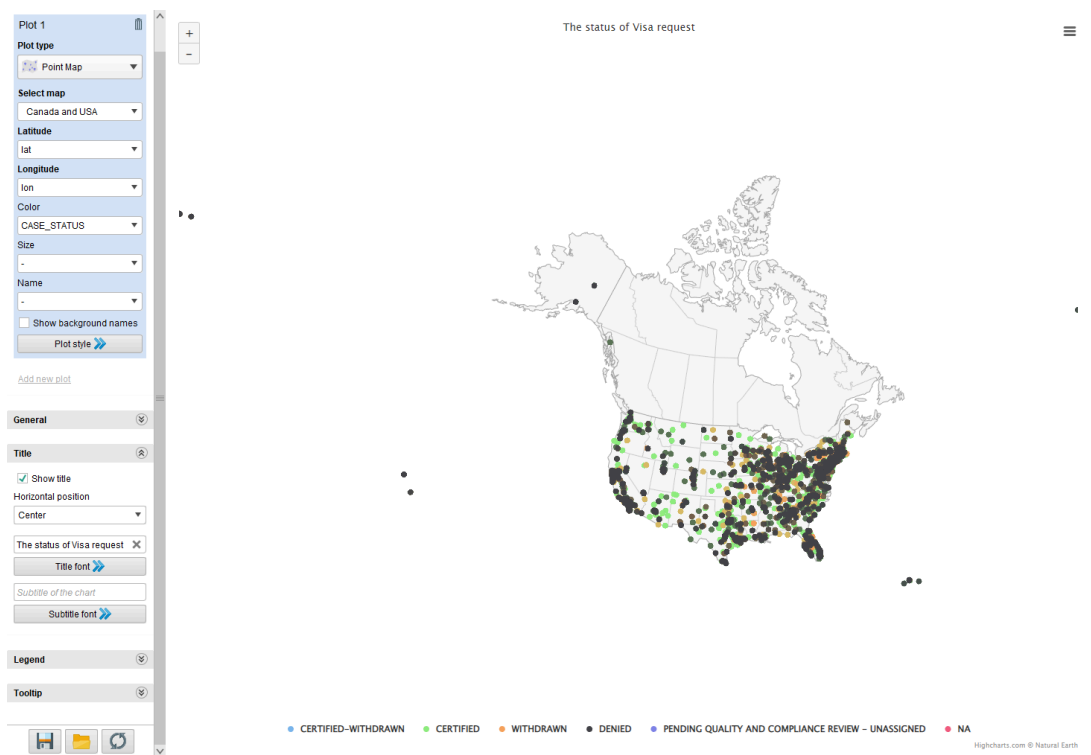 Plot 1
Plot type
Point Map
Select map
Canada and USA
Latitude
lat
Longitude
lon
Color
CASE_STATUS
Size
-
Name
-
Show background names
Plot style
Add new plot
General
Title
Show title
Horizontal position
Center
The status of Visa request
Title font
Subtitle of the chart
Subtitle font
Legend
Tooltip
+
-
The status of Visa request
CERTIFIED-WITHDRAWN CERTIFIED WITHDRAWN DENIED PENDING QUALITY AND COMPLIANCE REVIEW - UNASSIGNED NA
Highcharts.com © Natural Earth